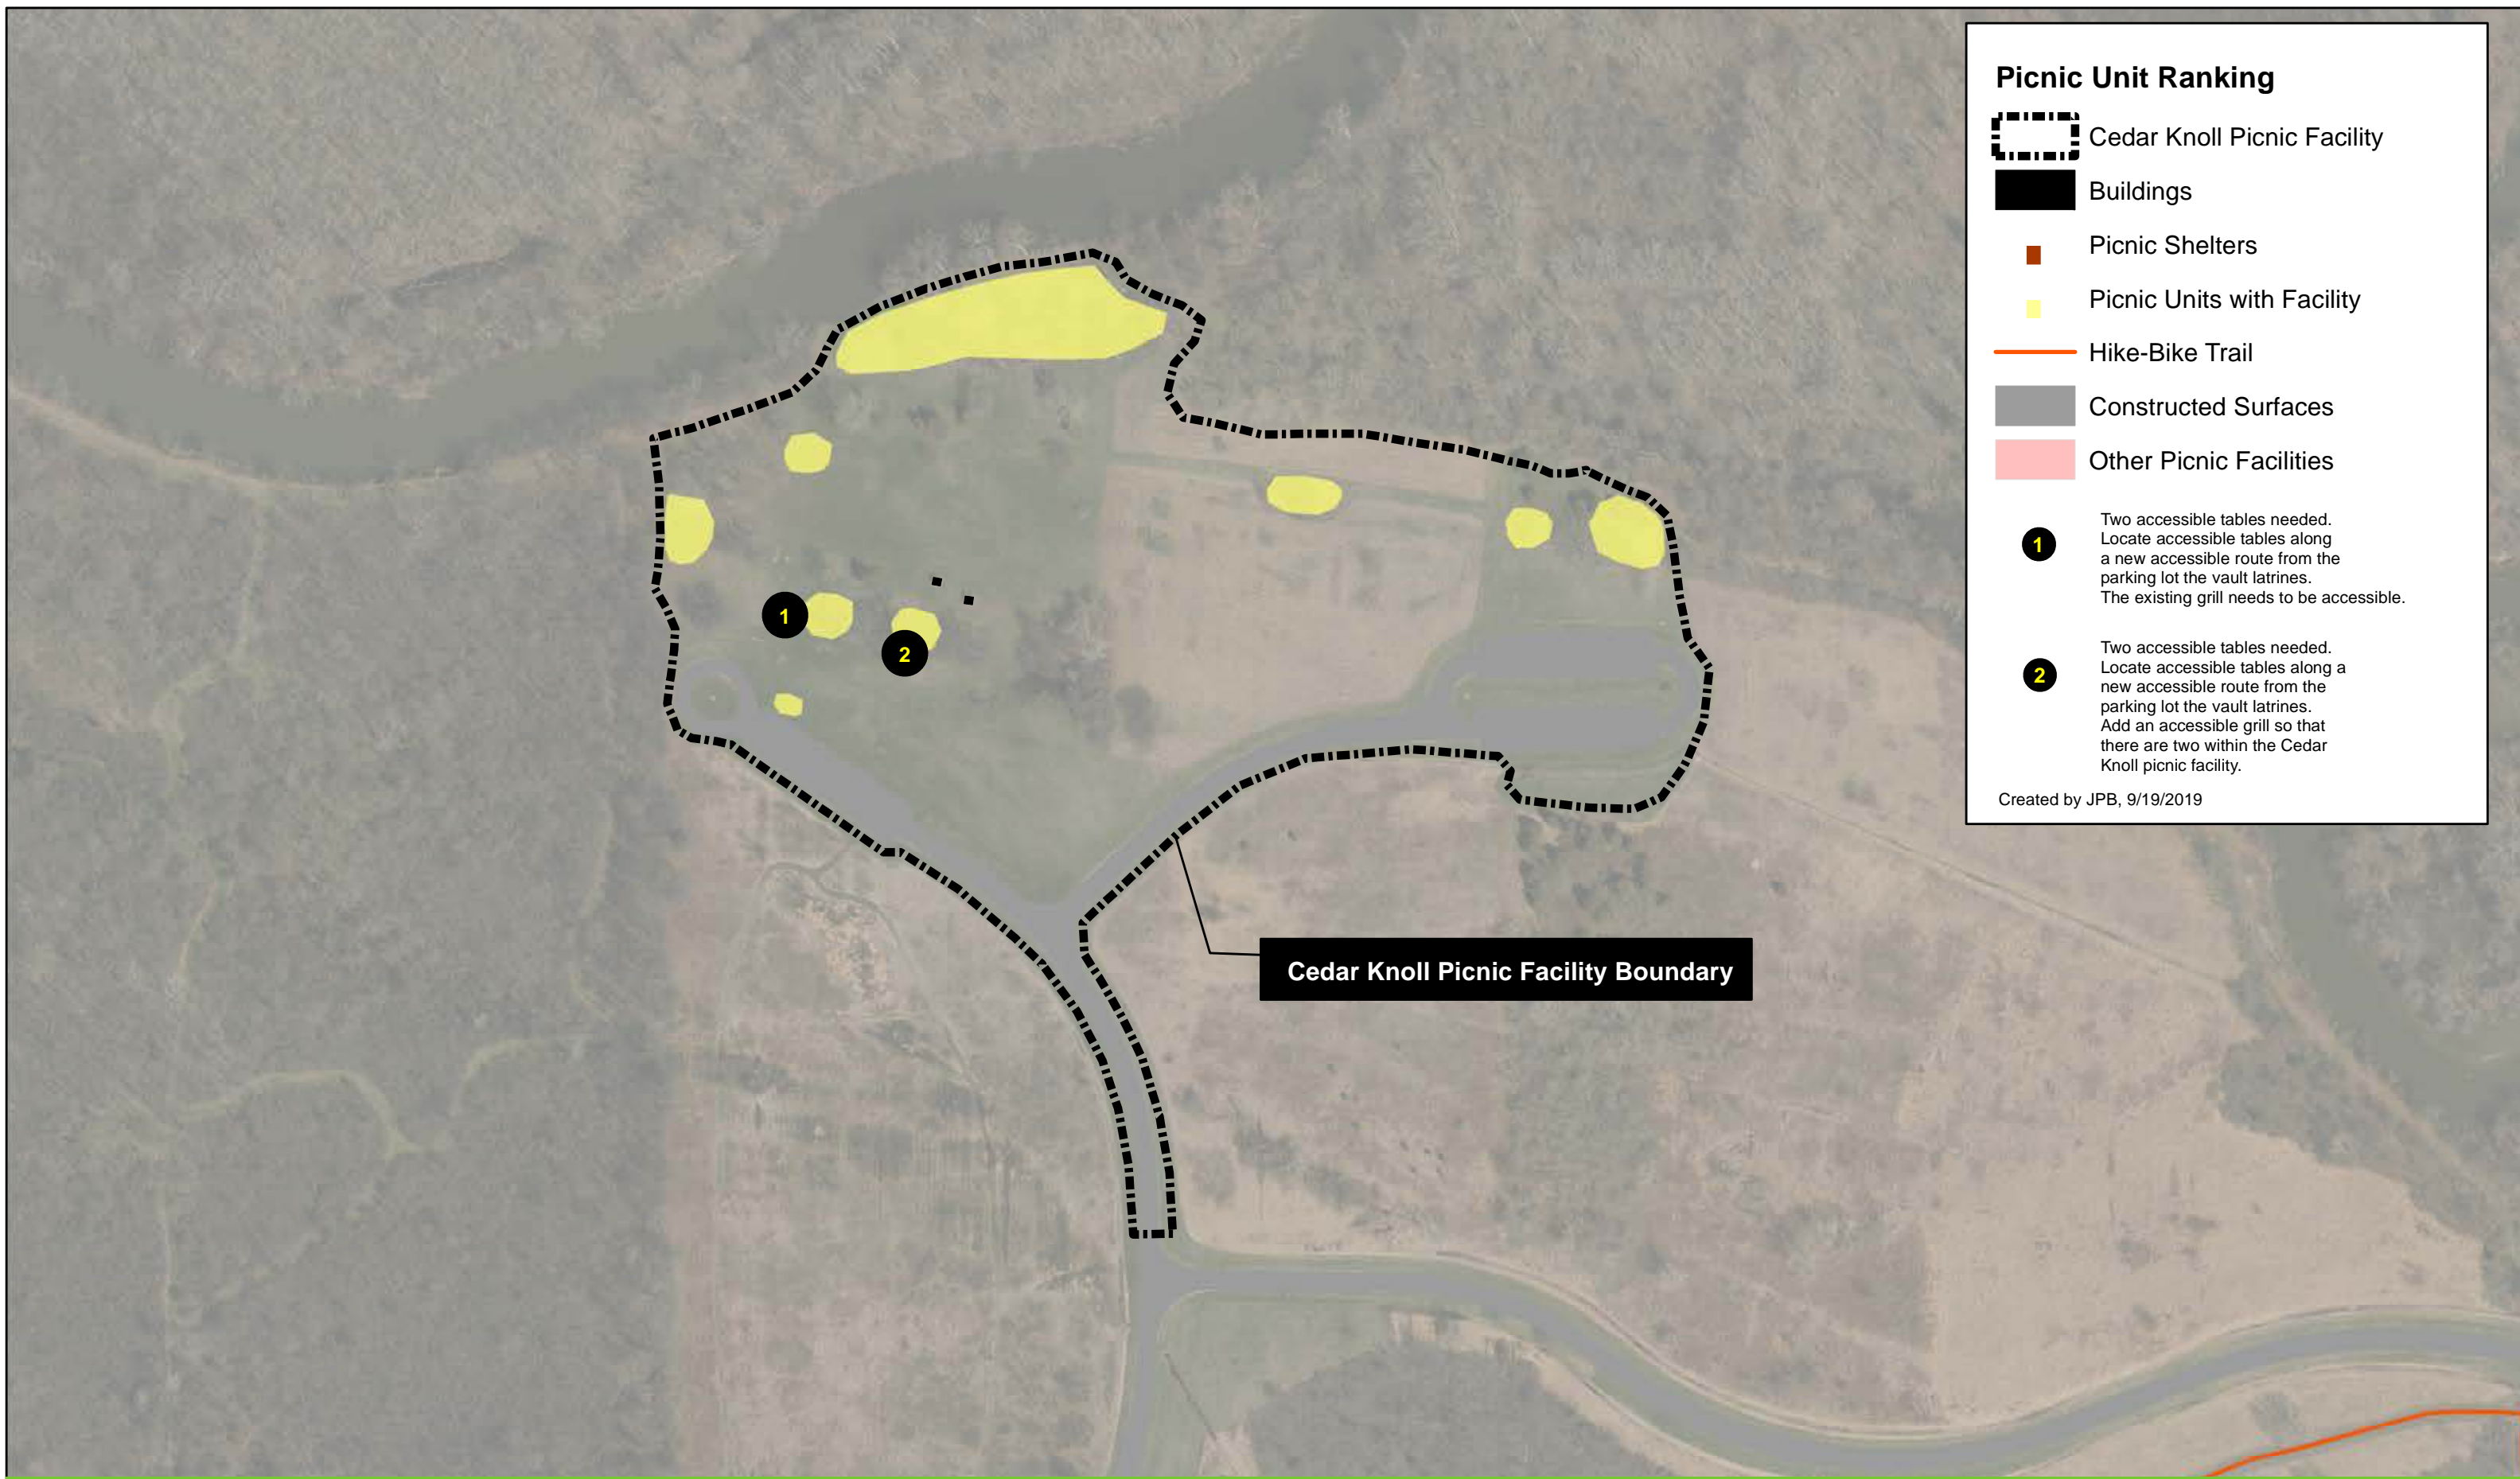 Picnic Unit Ranking
Cedar Knoll Picnic Facility
Buildings
Picnic Shelters
Picnic Units with Facility
Hike-Bike Trail
Constructed Surfaces
Other Picnic Facilities
1
Two accessible tables needed.
Locate accessible tables along
a new accessible route from the
parking lot the vault latrines.
The existing grill needs to be accessible.
2
Two accessible tables needed.
Locate accessible tables along a
new accessible route from the
parking lot the vault latrines.
Add an accessible grill so that
there are two within the Cedar
Knoll picnic facility.
Created by JPB, 9/19/2019
1
2
Cedar Knoll Picnic Facility Boundary